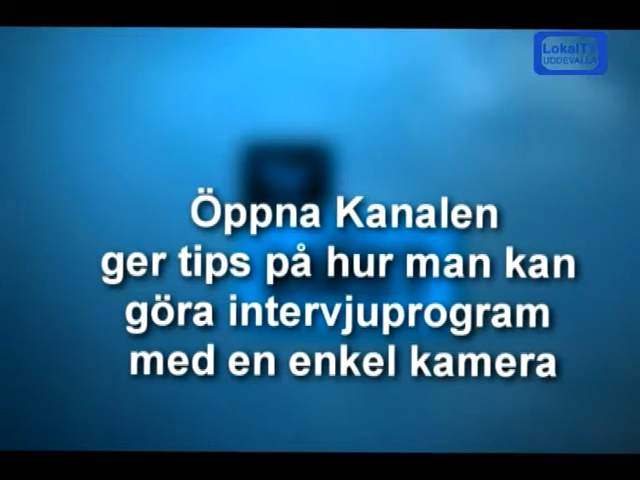 LokalTV
UDDEVALLA
Öppna Kanalen
ger tips på hur man kan
göra intervjuprogram
med en enkel kamera